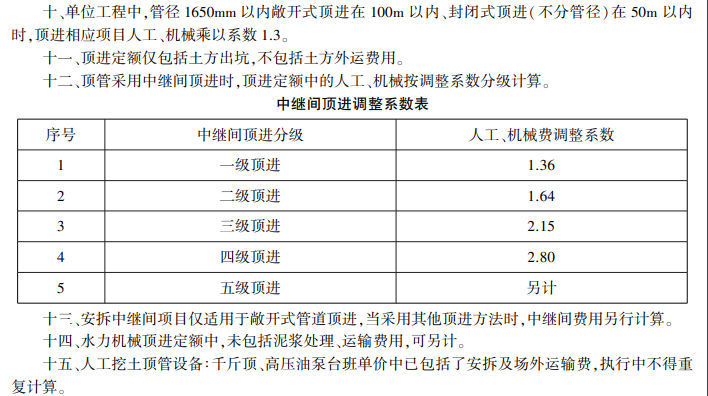 十、单位工程中,管径 1650mm 以内敞开式顶进在 100m 以内、封闭式顶进(不分管径)在 50m 以内
时,顶进相应项目人工、机械乘以系数 1.3。
十一、顶进定额仅包括土方出坑,不包括土方外运费用。
十二、顶管采用中继间顶进时,顶进定额中的人工、机械按调整系数分级计算。
中继间顶进调整系数表
序号 中继间顶进分级 人工、机械费调整系数
1 一级顶进 1.36
2 二级顶进 1.64
3 三级顶进 2.15
4 四级顶进 2.80
5 五级顶进 另计
十三、安拆中继间项目仅适用于敞开式管道顶进,当采用其他顶进方法时,中继间费用另行计算。
十四、水力机械顶进定额中,未包括泥浆处理、运输费用,可另计。
十五、人工挖土顶管设备:千斤顶、高压油泵台班单价中已包括了安拆及场外运输费,执行中不得重
复计算。